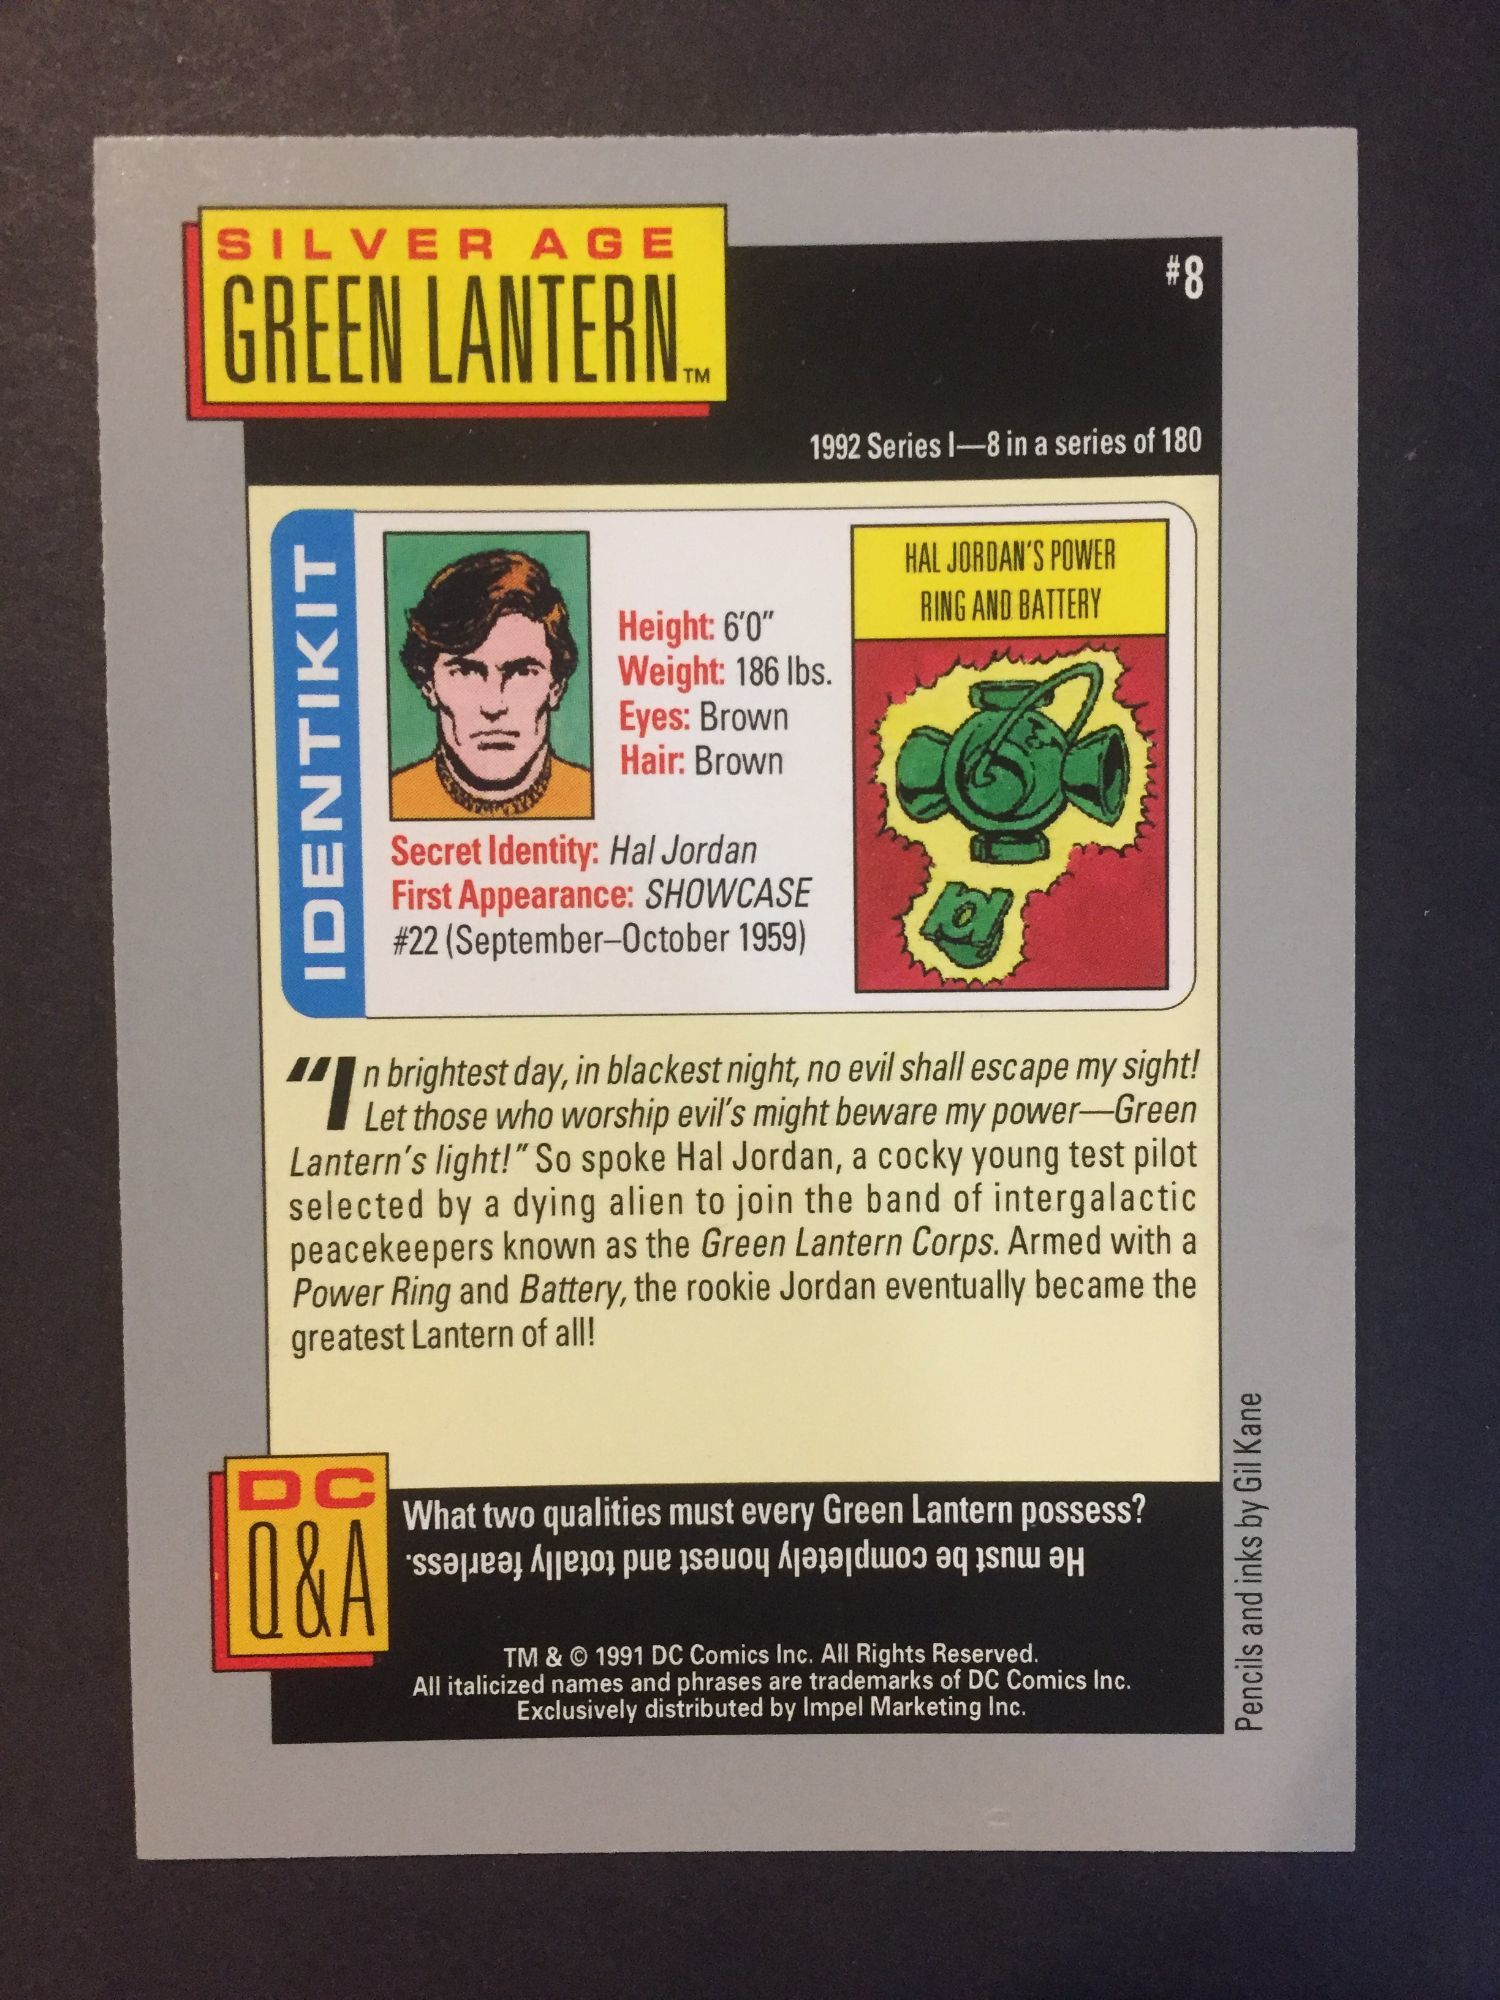 SILVER AGE
GREEN LANTERN™
#8
1992 Series I—8 in a series of 180
IDENTIKIT
Height: 6'0"
Weight: 186 lbs.
Eyes: Brown
Hair: Brown
Secret Identity: Hal Jordan
First Appearance: SHOWCASE
#22 (September–October 1959)
HAL JORDAN'S POWER
RING AND BATTERY
"In brightest day, in blackest night, no evil shall escape my sight!
Let those who worship evil's might beware my power—Green
Lantern's light!" So spoke Hal Jordan, a cocky young test pilot
selected by a dying alien to join the band of intergalactic
peacekeepers known as the Green Lantern Corps. Armed with a
Power Ring and Battery, the rookie Jordan eventually became the
greatest Lantern of all!
DC
Q&A
What two qualities must every Green Lantern possess?
He must be completely honest and totally fearless.
TM & © 1991 DC Comics Inc. All Rights Reserved.
All italicized names and phrases are trademarks of DC Comics Inc.
Exclusively distributed by Impel Marketing Inc.
Pencils and inks by Gil Kane